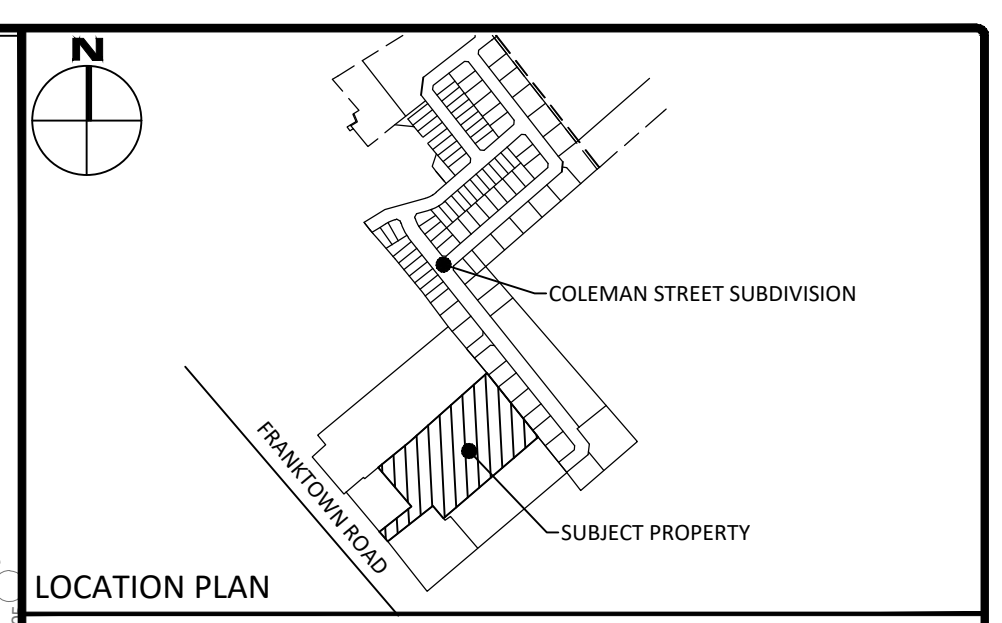 N
COLEMAN STREET SUBDIVISION
FRANKTOWN ROAD
SUBJECT PROPERTY
LOCATION PLAN